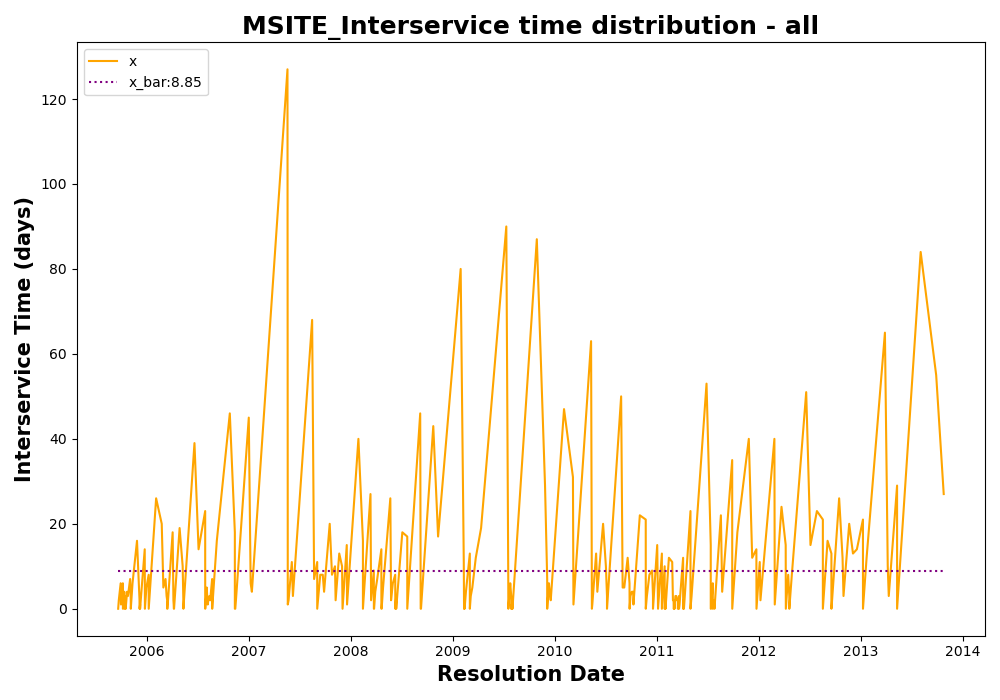 MSITE_Interservice time distribution - all
x
x_bar:8.85
Interservice Time (days)
120
100
80
60
40
20
0
2006 2007 2008 2009 2010 2011 2012 2013 2014
Resolution Date